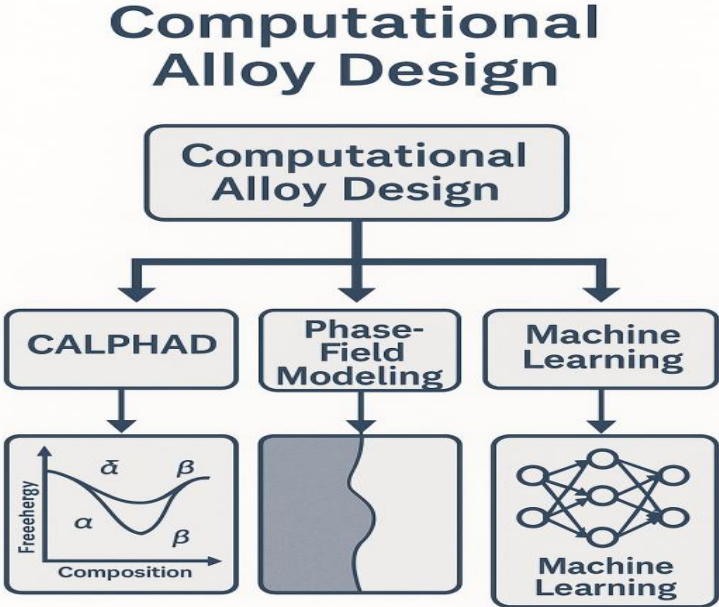 Computational
Alloy Design
Computational
Alloy Design
CALPHAD
Phase-
Field
Modeling
Machine
Learning
Freeehergy
α
β
α
β
Composition
Machine
Learning